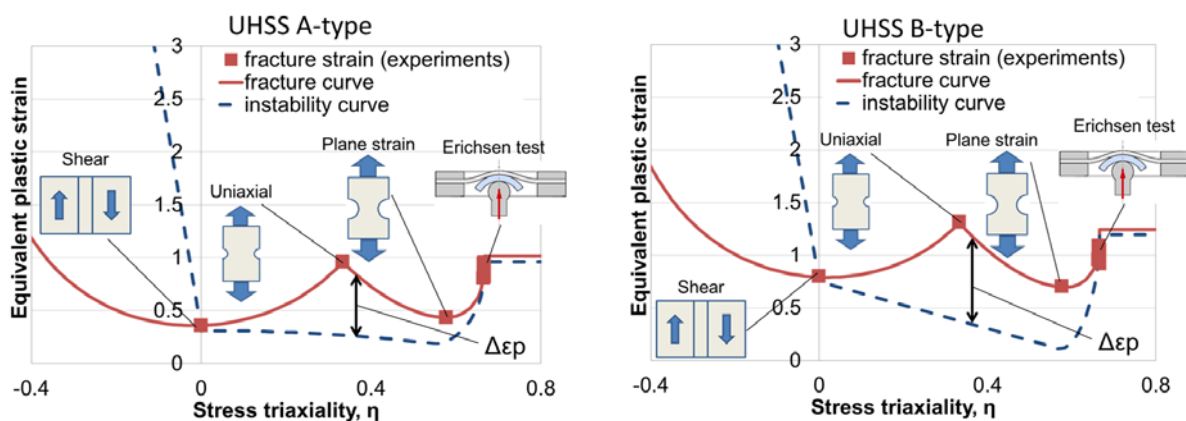 UHSS A-type
3
2.5
2
1.5
1
0.5
0
-0.4
0
0.4
0.8
Equivalent plastic strain
Stress triaxiality, η
fracture strain (experiments)
fracture curve
instability curve
Shear
Uniaxial
Plane strain
Erichsen test
Δεp
UHSS B-type
3
2.5
2
1.5
1
0.5
0
-0.4
0
0.4
0.8
Equivalent plastic strain
Stress triaxiality, η
fracture strain (experiments)
fracture curve
instability curve
Uniaxial
Plane strain
Erichsen test
Shear
Δεp